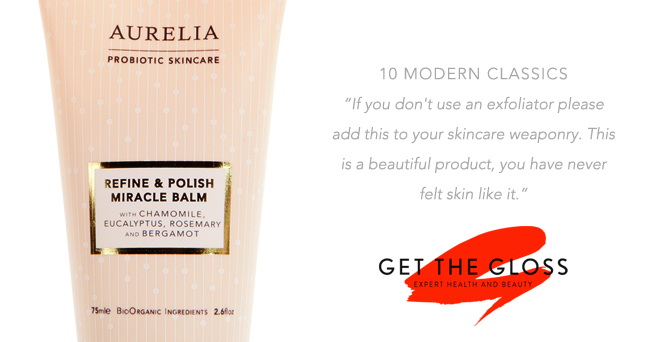 AURELIA
PROBIOTIC SKINCARE
REFINE & POLISH
MIRACLE BALM
WITH CHAMOMILE,
EUCALYPTUS, ROSEMARY
AND BERGAMOT
75mle BIOORGANIC INGREDIENTS 2.6floz
10 MODERN CLASSICS
“If you don't use an exfoliator please
add this to your skincare weaponry. This
is a beautiful product, you have never
felt skin like it.”
GET THE GLOSS
EXPERT HEALTH AND BEAUTY